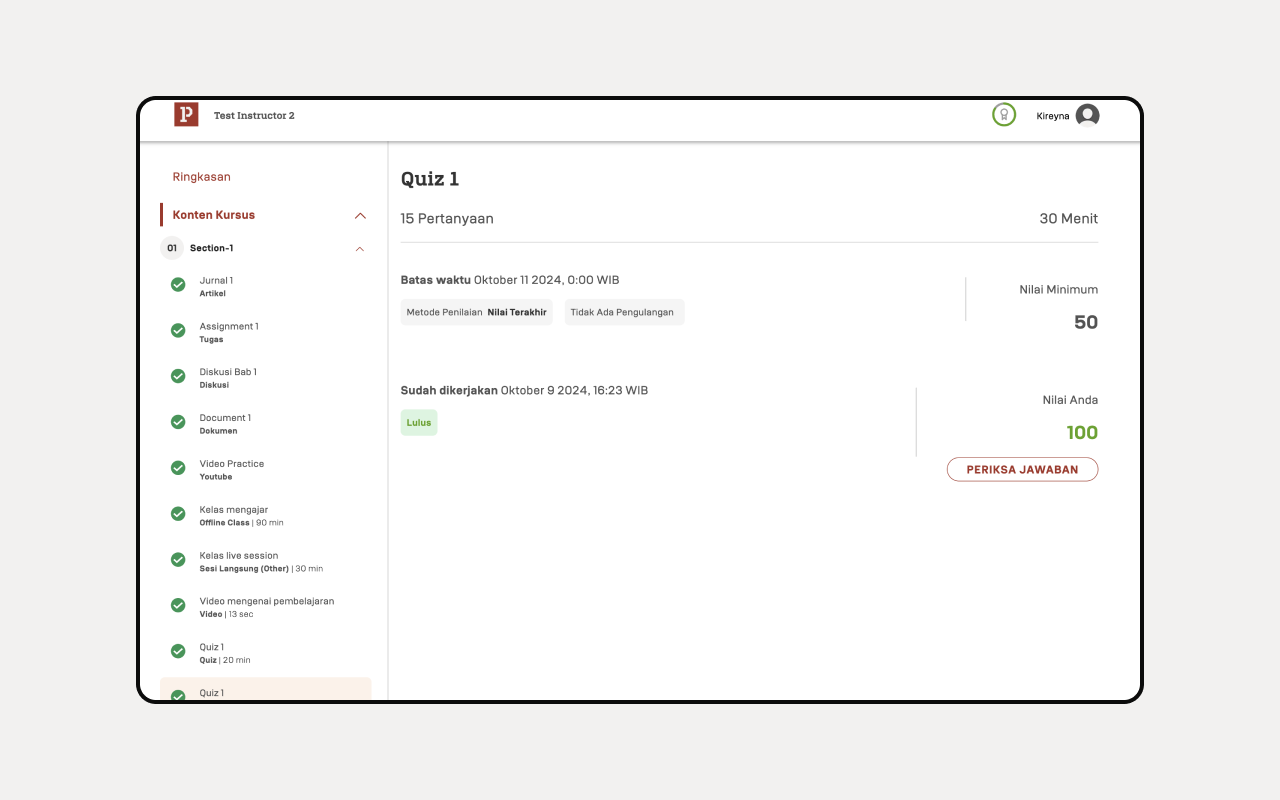 P
Test Instructor 2
Kireyna
Ringkasan
Konten Kursus
01 Section-1
Jurnal 1
Artikel
Assignment 1
Tugas
Diskusi Bab 1
Diskusi
Document 1
Dokumen
Video Practice
Youtube
Kelas mengajar
Offline Class | 90 min
Kelas live session
Sesi Langsung (Other) | 30 min
Video mengenai pembelajaran
Video | 13 sec
Quiz 1
Quiz | 20 min
Quiz 1
Quiz 1
15 Pertanyaan
30 Menit
Batas waktu Oktober 11 2024, 0:00 WIB
Metode Penilaian Nilai Terakhir
Tidak Ada Pengulangan
Nilai Minimum
50
Sudah dikerjakan Oktober 9 2024, 16:23 WIB
Lulus
Nilai Anda
100
PERIKSA JAWABAN